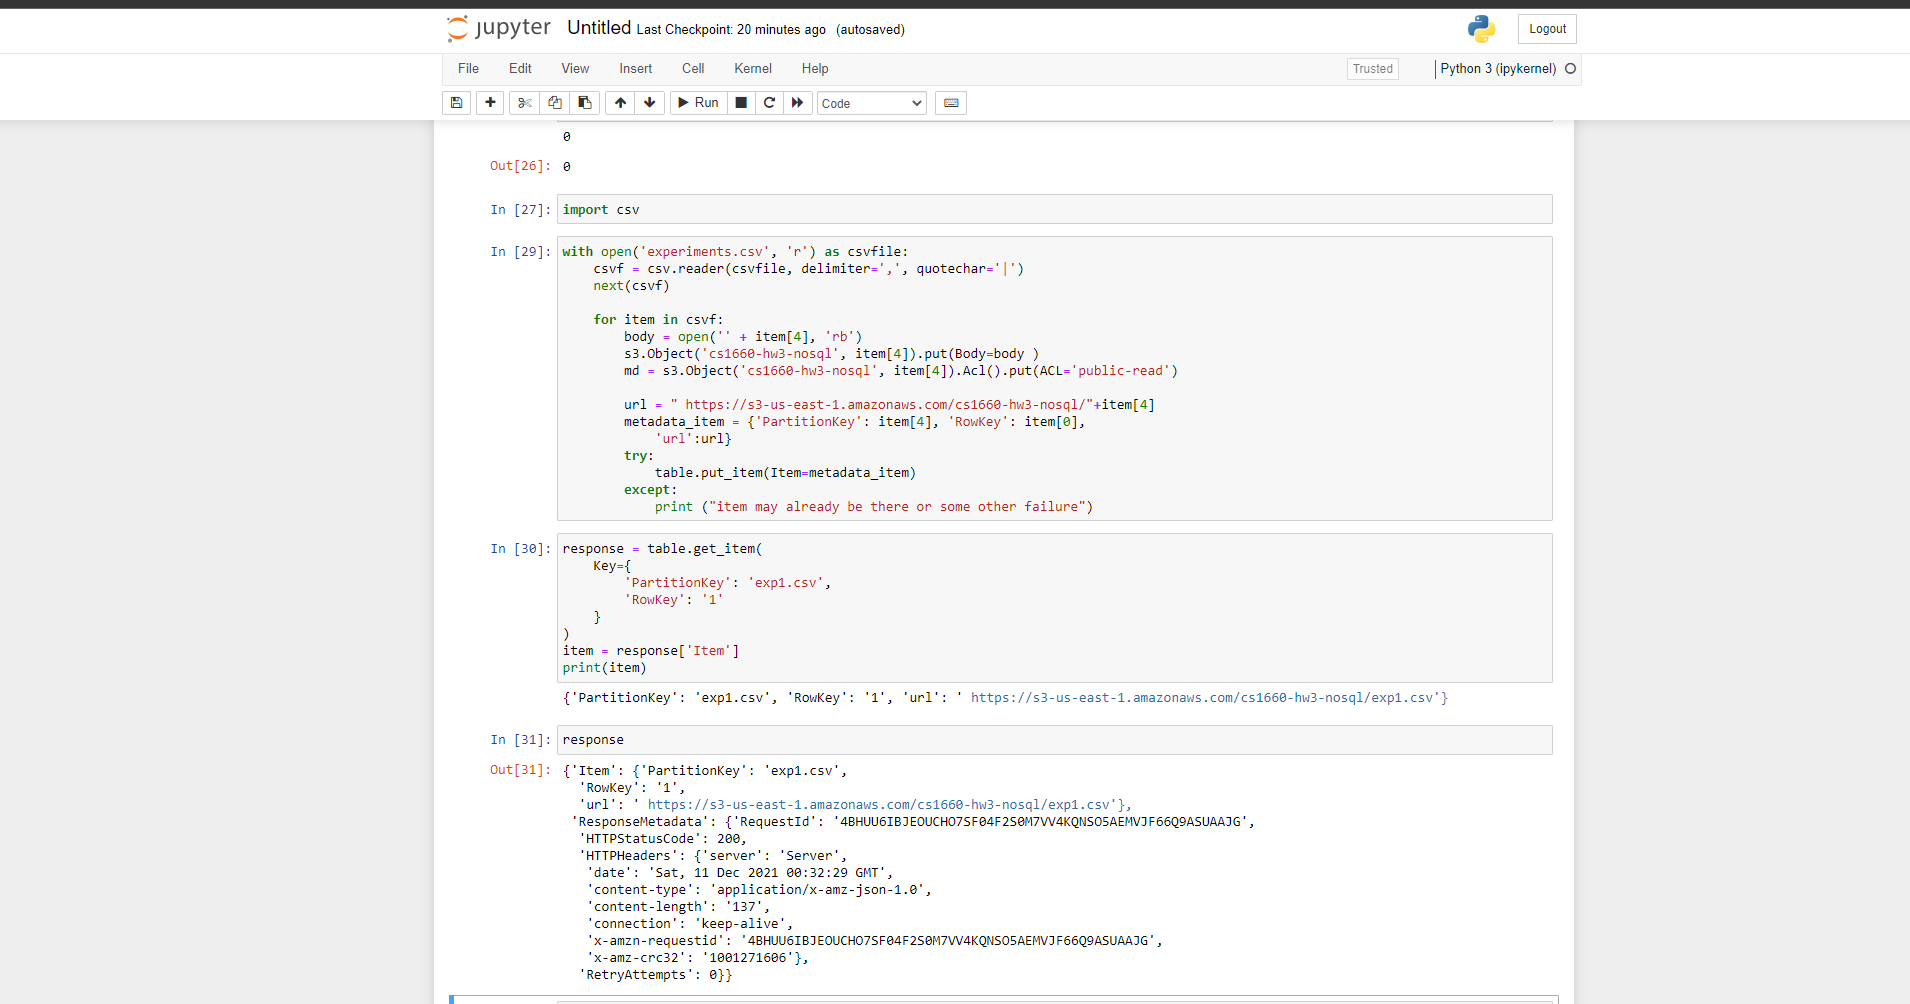 jupyter Untitled Last Checkpoint: 20 minutes ago (autosaved) Logout
File Edit View Insert Cell Kernel Help Trusted Python 3 (ipykernel)
Run Code
0
Out[26]: 0
In [27]: import csv
In [29]: with open('experiments.csv', 'r') as csvfile:
    csvf = csv.reader(csvfile, delimiter=',', quotechar='|')
    next(csvf)
    for item in csvf:
        body = open('' + item[4], 'rb')
        s3.Object('cs1660-hw3-nosql', item[4]).put(Body=body )
        md = s3.Object('cs1660-hw3-nosql', item[4]).Acl().put(ACL='public-read')
        url = " https://s3-us-east-1.amazonaws.com/cs1660-hw3-nosql/"+item[4]
        metadata_item = {'PartitionKey': item[4], 'RowKey': item[0],
            'url':url}
        try:
            table.put_item(Item=metadata_item)
        except:
            print ("item may already be there or some other failure")
In [30]: response = table.get_item(
    Key={
        'PartitionKey': 'exp1.csv',
        'RowKey': '1'
    }
)
item = response['Item']
print(item)
{'PartitionKey': 'exp1.csv', 'RowKey': '1', 'url': ' https://s3-us-east-1.amazonaws.com/cs1660-hw3-nosql/exp1.csv'}
In [31]: response
Out[31]: {'Item': {'PartitionKey': 'exp1.csv',
  'RowKey': '1',
  'url': ' https://s3-us-east-1.amazonaws.com/cs1660-hw3-nosql/exp1.csv'},
 'ResponseMetadata': {'RequestId': '4BHUU6IBJEOUCHO7SF04F2S0M7VV4KQNSO5AEMVJF66Q9ASUAAJG',
  'HTTPStatusCode': 200,
  'HTTPHeaders': {'server': 'Server',
   'date': 'Sat, 11 Dec 2021 00:32:29 GMT',
   'content-type': 'application/x-amz-json-1.0',
   'content-length': '137',
   'connection': 'keep-alive',
   'x-amzn-requestid': '4BHUU6IBJEOUCHO7SF04F2S0M7VV4KQNSO5AEMVJF66Q9ASUAAJG',
   'x-amz-crc32': '1001271606'},
  'RetryAttempts': 0}}